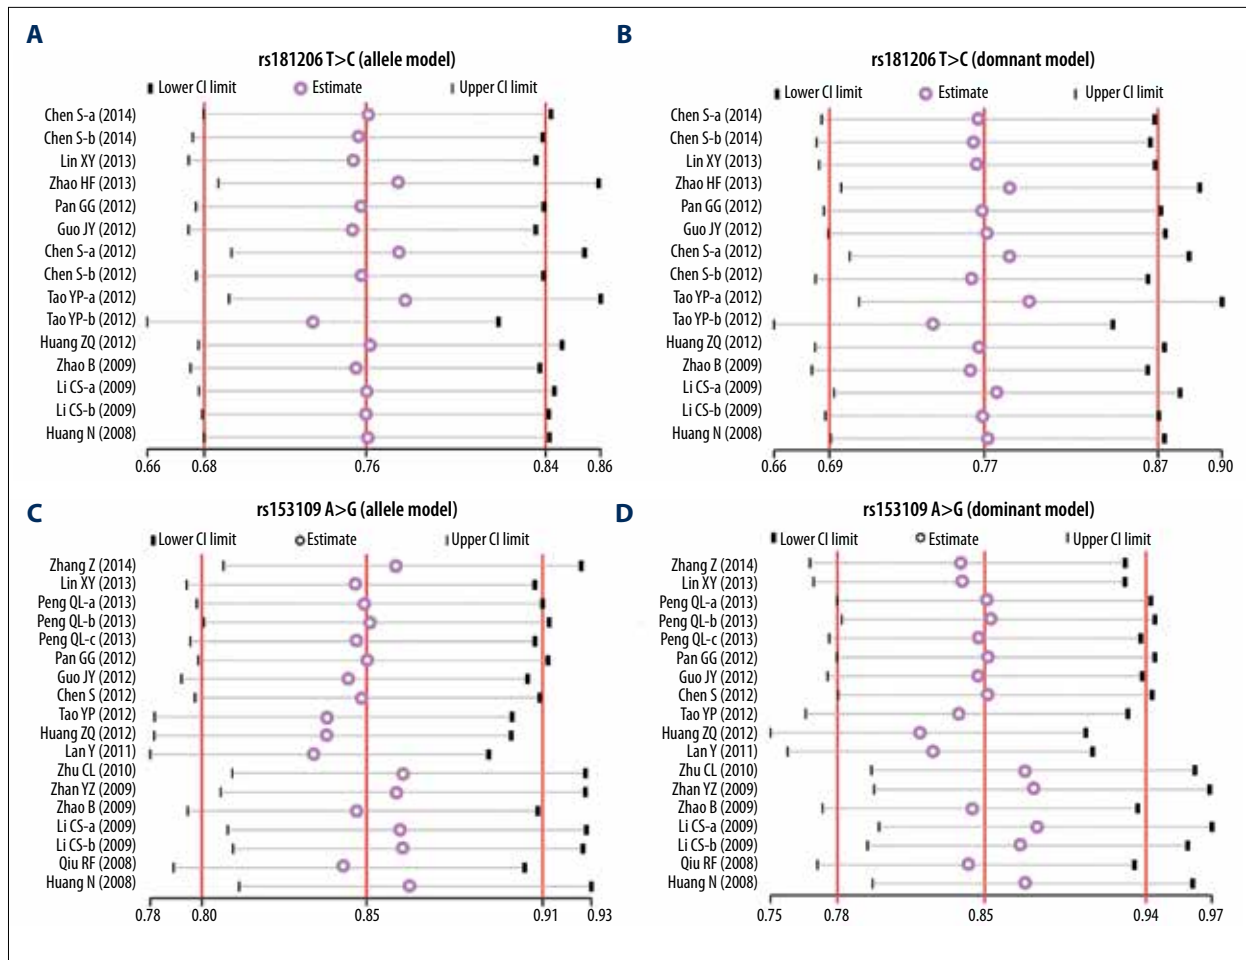 A
rs181206 T>C (allele model)
Lower CI limit Estimate Upper CI limit
Chen S-a (2014)
Chen S-b (2014)
Lin XY (2013)
Zhao HF (2013)
Pan GG (2012)
Guo JY (2012)
Chen S-a (2012)
Chen S-b (2012)
Tao YP-a (2012)
Tao YP-b (2012)
Huang ZQ (2012)
Zhao B (2009)
Li CS-a (2009)
Li CS-b (2009)
Huang N (2008)
0.66 0.68 0.76 0.84 0.86
B
rs181206 T>C (domnant model)
Lower CI limit Estimate Upper CI limit
Chen S-a (2014)
Chen S-b (2014)
Lin XY (2013)
Zhao HF (2013)
Pan GG (2012)
Guo JY (2012)
Chen S-a (2012)
Chen S-b (2012)
Tao YP-a (2012)
Tao YP-b (2012)
Huang ZQ (2012)
Zhao B (2009)
Li CS-a (2009)
Li CS-b (2009)
Huang N (2008)
0.66 0.69 0.77 0.87 0.90
C
rs153109 A>G (allele model)
Lower CI limit Estimate Upper CI limit
Zhang Z (2014)
Lin XY (2013)
Peng QL-a (2013)
Peng QL-b (2013)
Peng QL-c (2013)
Pan GG (2012)
Guo JY (2012)
Chen S (2012)
Tao YP (2012)
Huang ZQ (2012)
Lan Y (2011)
Zhu CL (2010)
Zhan YZ (2009)
Zhao B (2009)
Li CS-a (2009)
Li CS-b (2009)
Qiu RF (2008)
Huang N (2008)
0.78 0.80 0.85 0.91 0.93
D
rs153109 A>G (dominant model)
Lower CI limit Estimate Upper CI limit
Zhang Z (2014)
Lin XY (2013)
Peng QL-a (2013)
Peng QL-b (2013)
Peng QL-c (2013)
Pan GG (2012)
Guo JY (2012)
Chen S (2012)
Tao YP (2012)
Huang ZQ (2012)
Lan Y (2011)
Zhu CL (2010)
Zhan YZ (2009)
Zhao B (2009)
Li CS-a (2009)
Li CS-b (2009)
Qiu RF (2008)
Huang N (2008)
0.75 0.78 0.85 0.94 0.97